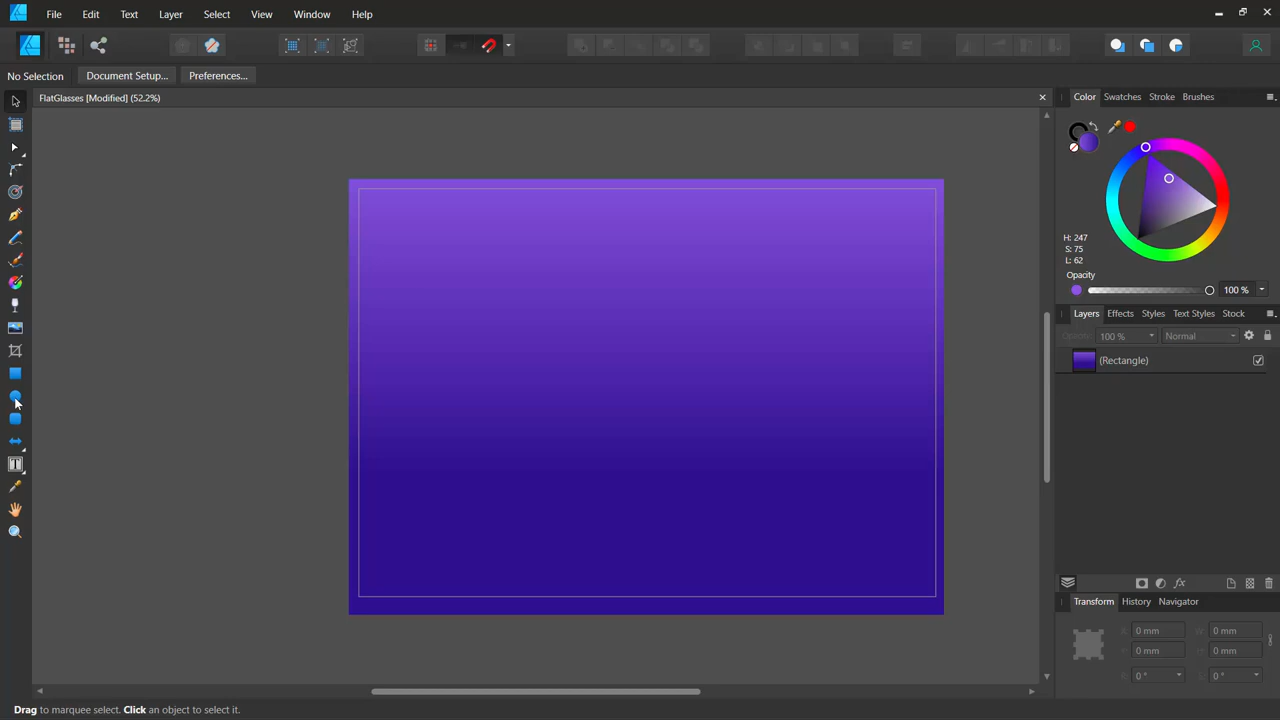 File Edit Text Layer Select View Window Help
No Selection Document Setup... Preferences...
FlatGlasses [Modified] (52.2%)
Color Swatches Stroke Brushes
H: 247
S: 75
L: 62
Opacity
100 %
Layers Effects Styles Text Styles Stock
Opacity: 100 % Normal
(Rectangle)
Transform History Navigator
X: 0 mm W: 0 mm
Y: 0 mm H: 0 mm
R: 0 ° S: 0 °
Drag to marquee select. Click an object to select it.